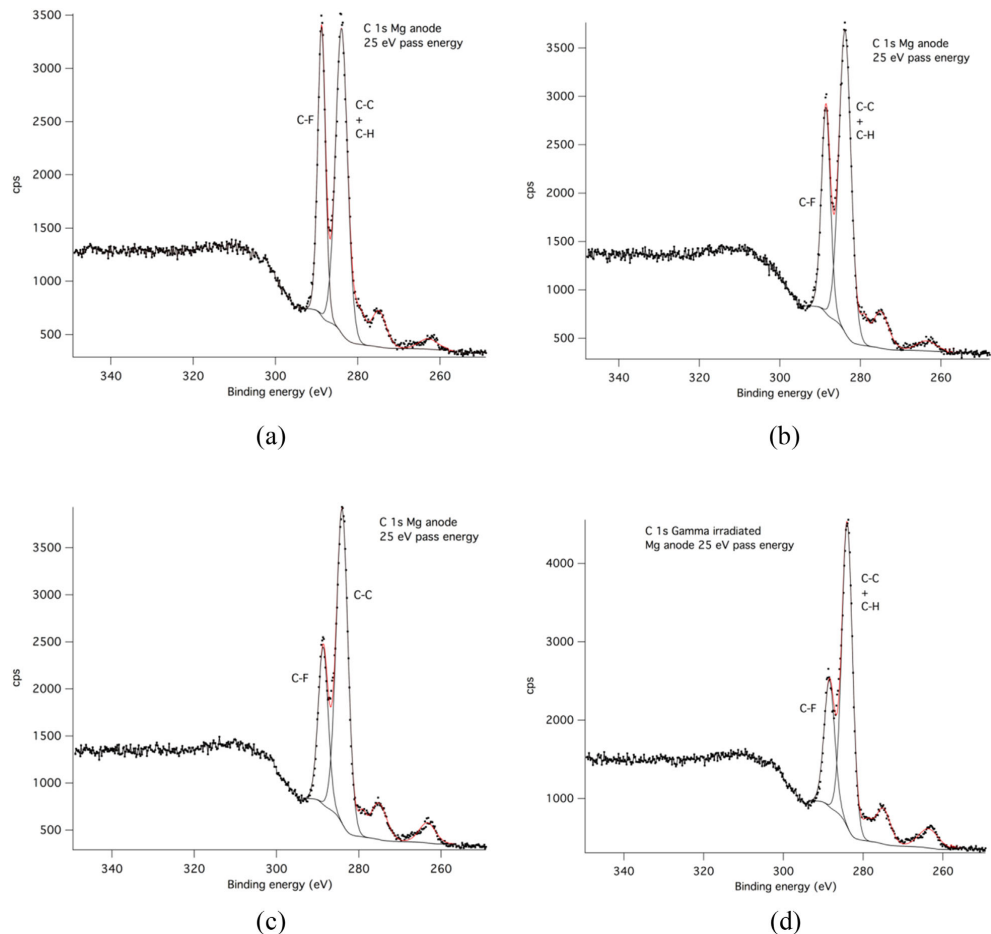 C 1s Mg anode
25 eV pass energy
C-F
C-C
+
C-H
cps
3500
3000
2500
2000
1500
1000
500
340
320
300
280
260
Binding energy (eV)
(a)
C 1s Mg anode
25 eV pass energy
C-C
+
C-H
C-F
cps
3500
3000
2500
2000
1500
1000
500
340
320
300
280
260
Binding energy (eV)
(b)
C 1s Mg anode
25 eV pass energy
C-C
C-F
cps
3500
3000
2500
2000
1500
1000
500
340
320
300
280
260
Binding energy (eV)
(c)
C 1s Gamma irradiated
Mg anode 25 eV pass energy
C-C
+
C-H
C-F
cps
4000
3000
2000
1000
340
320
300
280
260
Binding energy (eV)
(d)